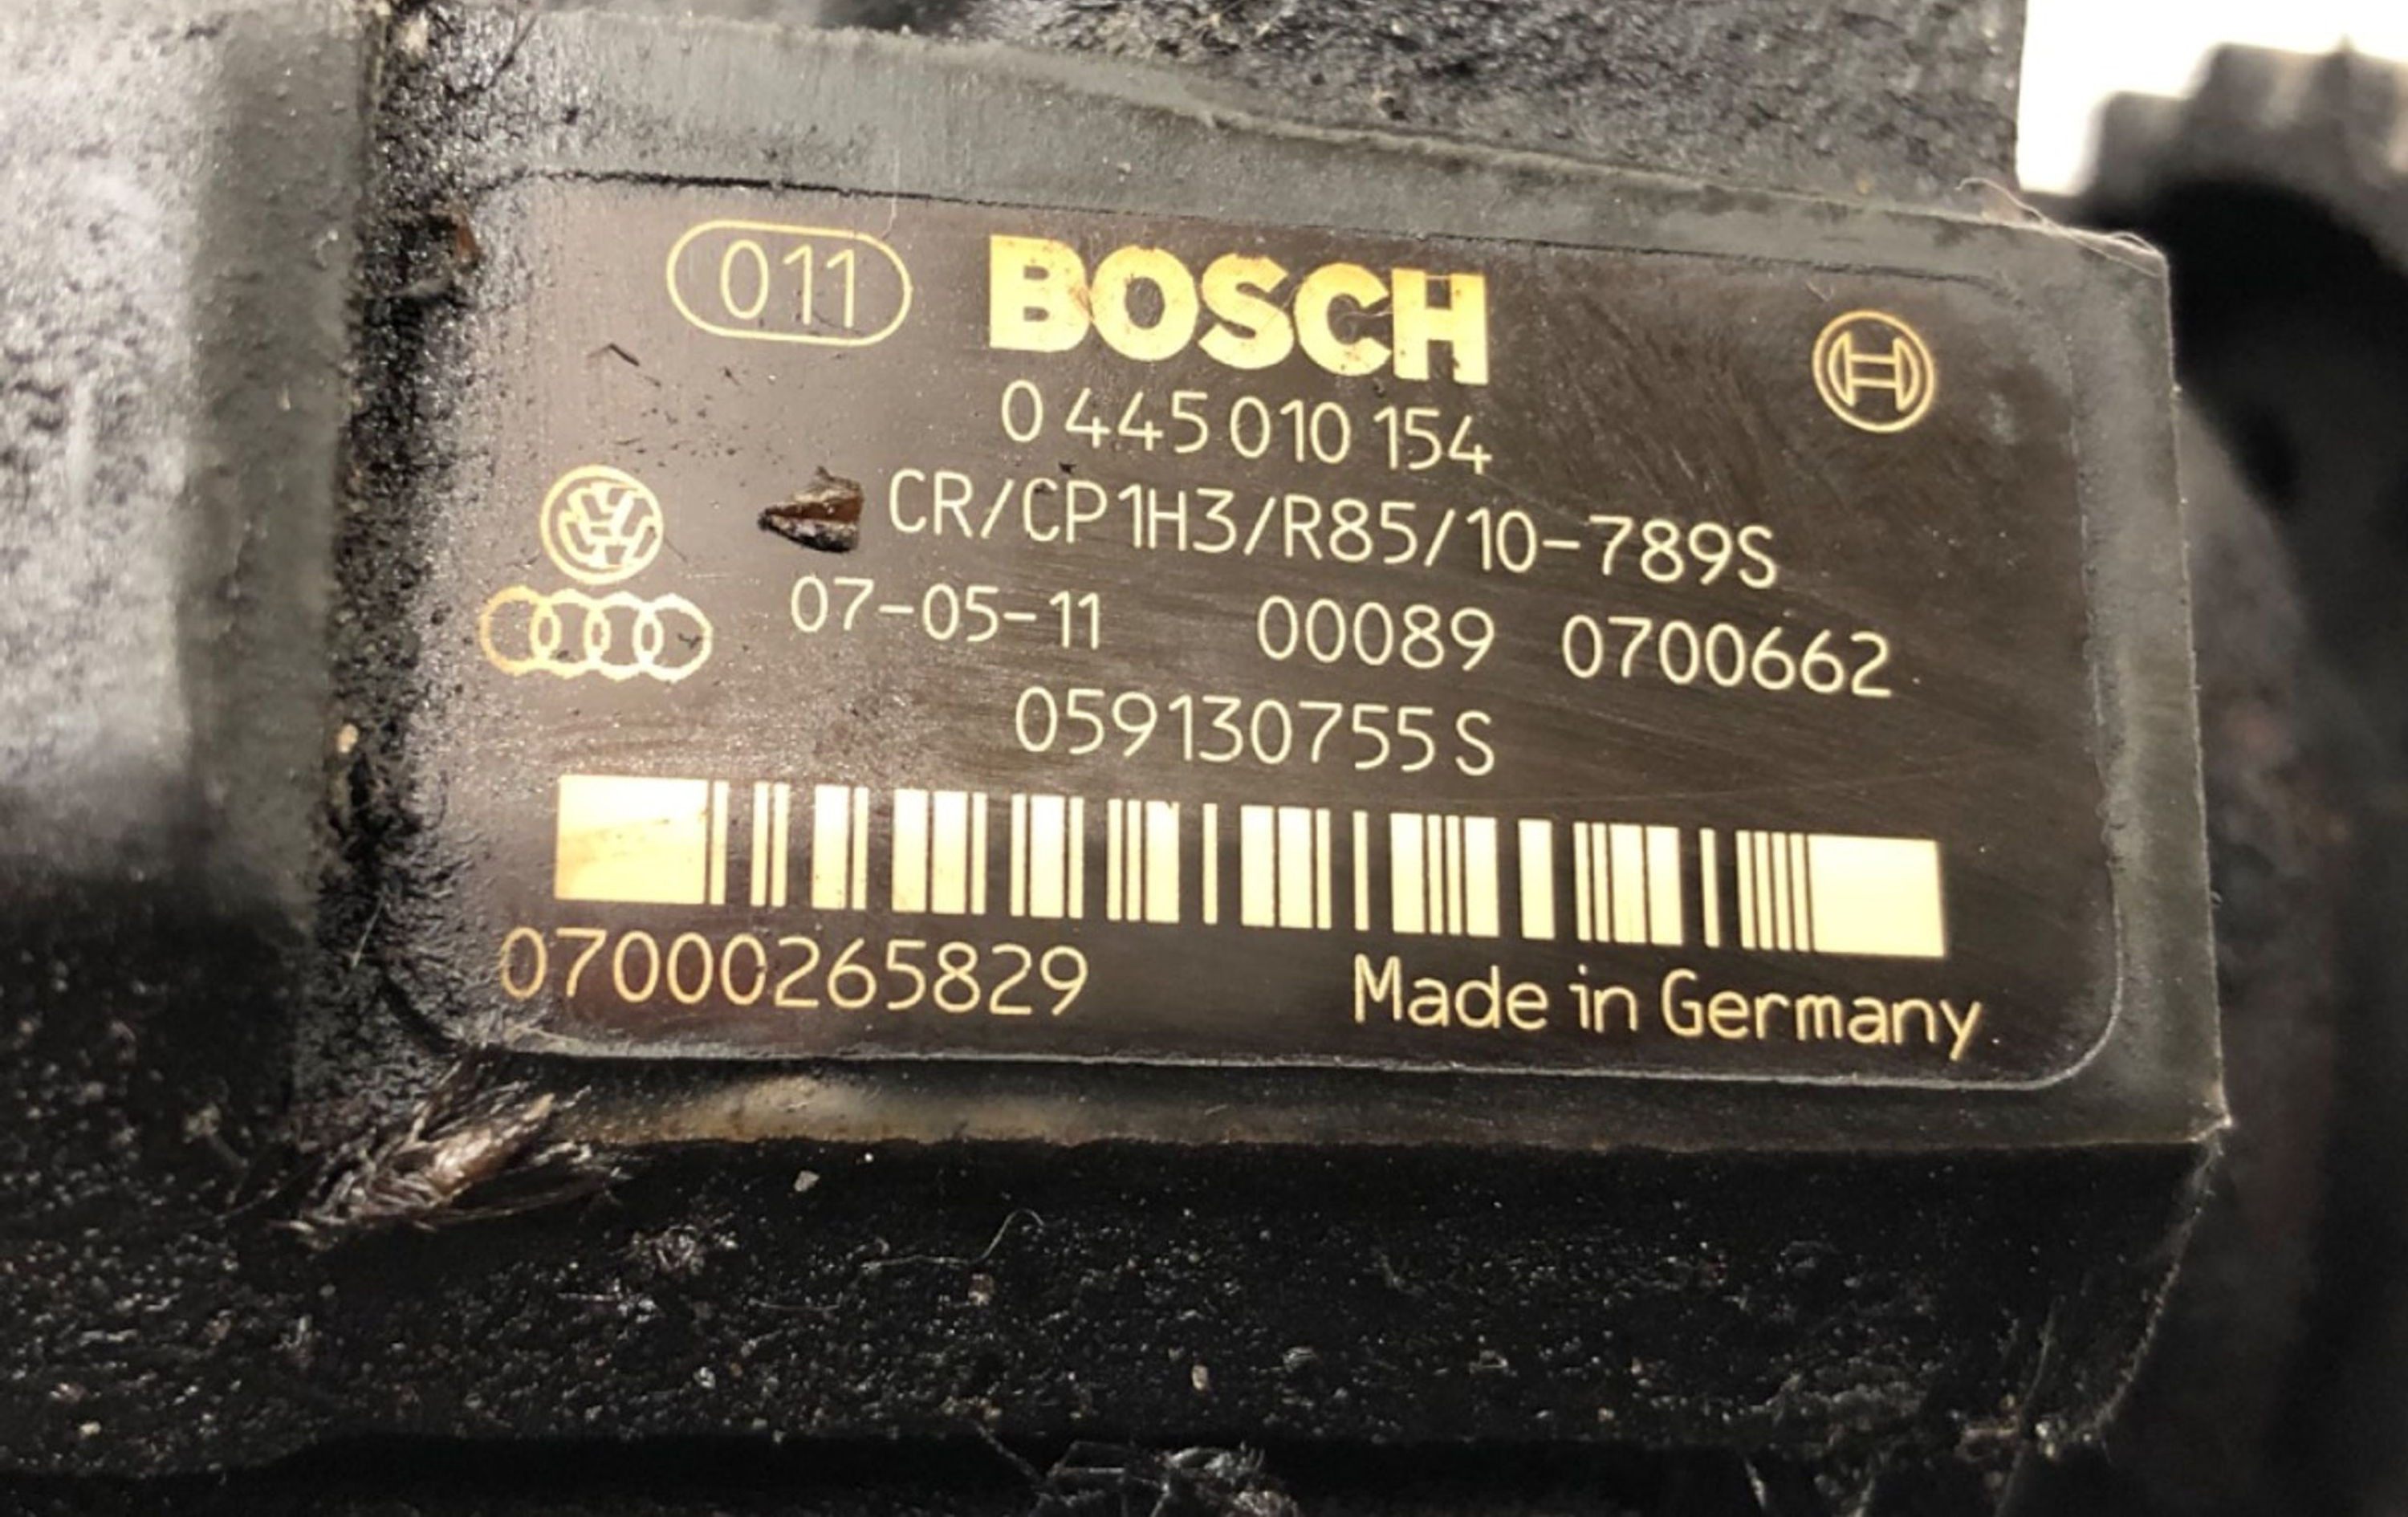 011 BOSCH
0 445 010 154
CR/CP1H3/R85/10-789S
07-05-11 00089 0700662
059130755 S
07000265829 Made in Germany